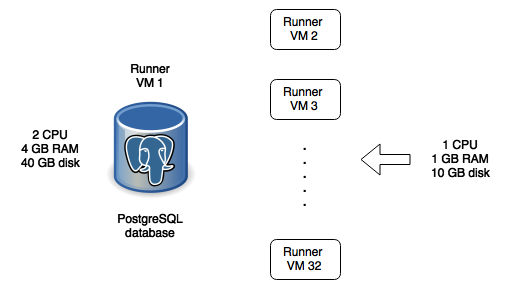 Runner
VM 1
2 CPU
4 GB RAM
40 GB disk
PostgreSQL
database
Runner
VM 2
Runner
VM 3
Runner
VM 32
1 CPU
1 GB RAM
10 GB disk